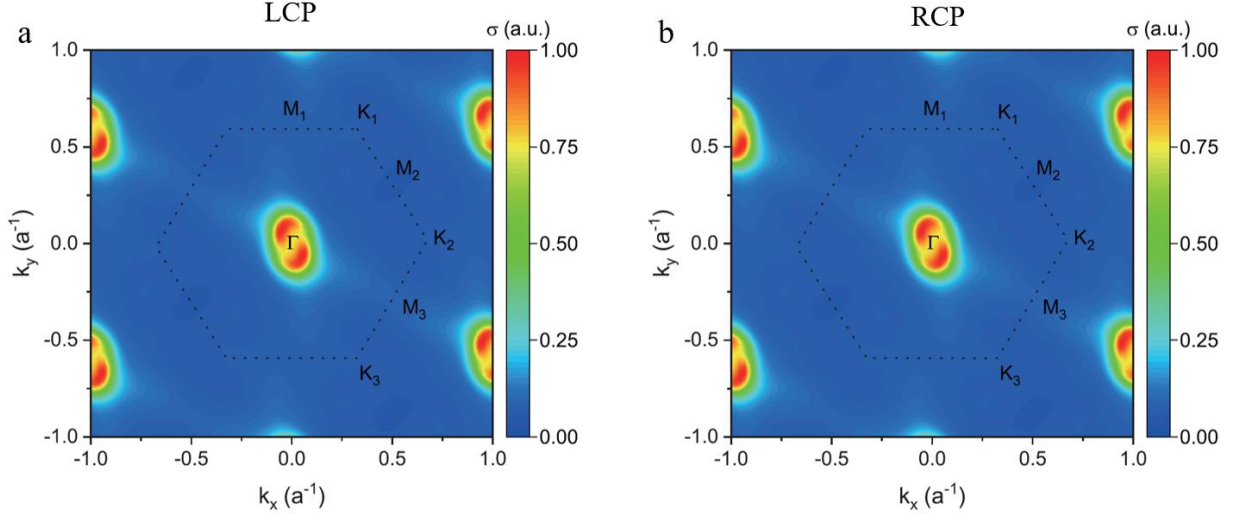 LCP
a
σ (a.u.)
1.0
0.5
0.0
-0.5
-1.0
k_y (a⁻¹)
M₁
K₁
M₂
Γ
K₂
M₃
K₃
1.00
0.75
0.50
0.25
0.00
-1.0 -0.5 0.0 0.5 1.0
k_x (a⁻¹)
RCP
b
σ (a.u.)
1.0
0.5
0.0
-0.5
-1.0
k_y (a⁻¹)
M₁
K₁
M₂
Γ
K₂
M₃
K₃
1.00
0.75
0.50
0.25
0.00
-1.0 -0.5 0.0 0.5 1.0
k_x (a⁻¹)